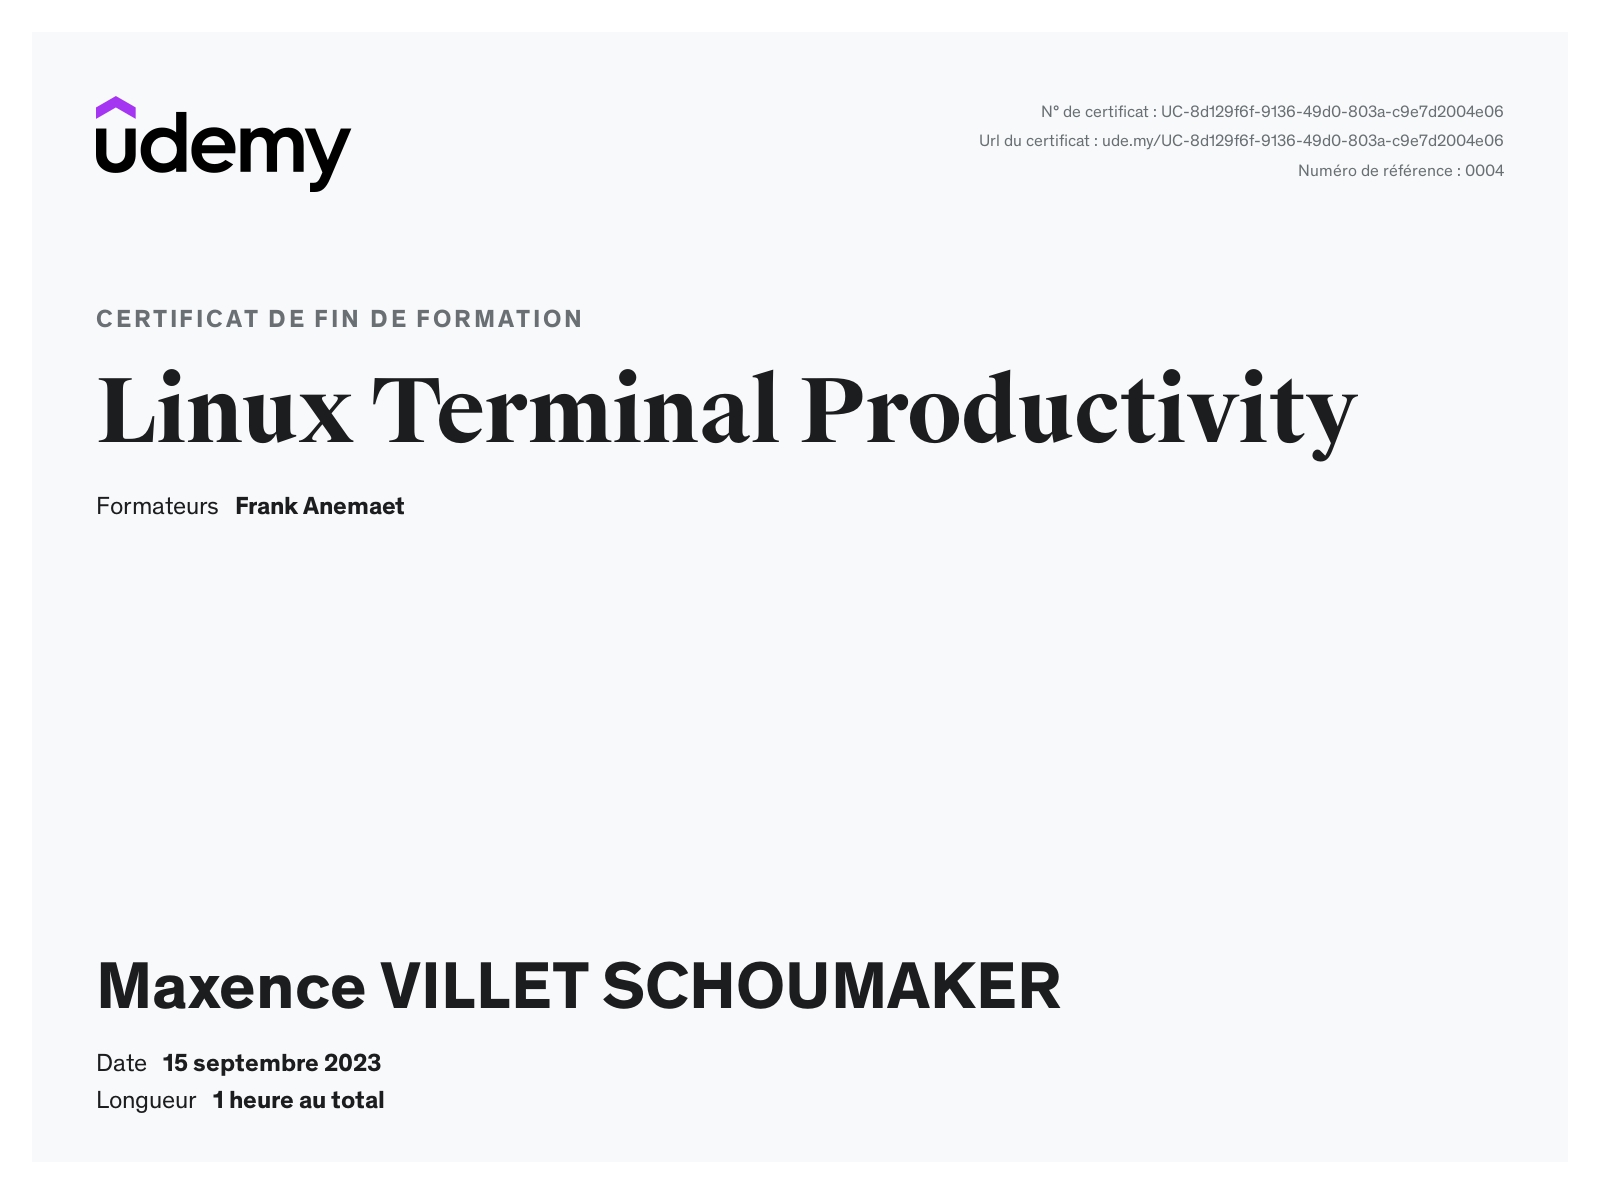 udemy
N° de certificat : UC-8d129f6f-9136-49d0-803a-c9e7d2004e06
Url du certificat : ude.my/UC-8d129f6f-9136-49d0-803a-c9e7d2004e06
Numéro de référence : 0004
CERTIFICAT DE FIN DE FORMATION
Linux Terminal Productivity
Formateurs Frank Anemaet
Maxence VILLET SCHOUMAKER
Date 15 septembre 2023
Longueur 1 heure au total